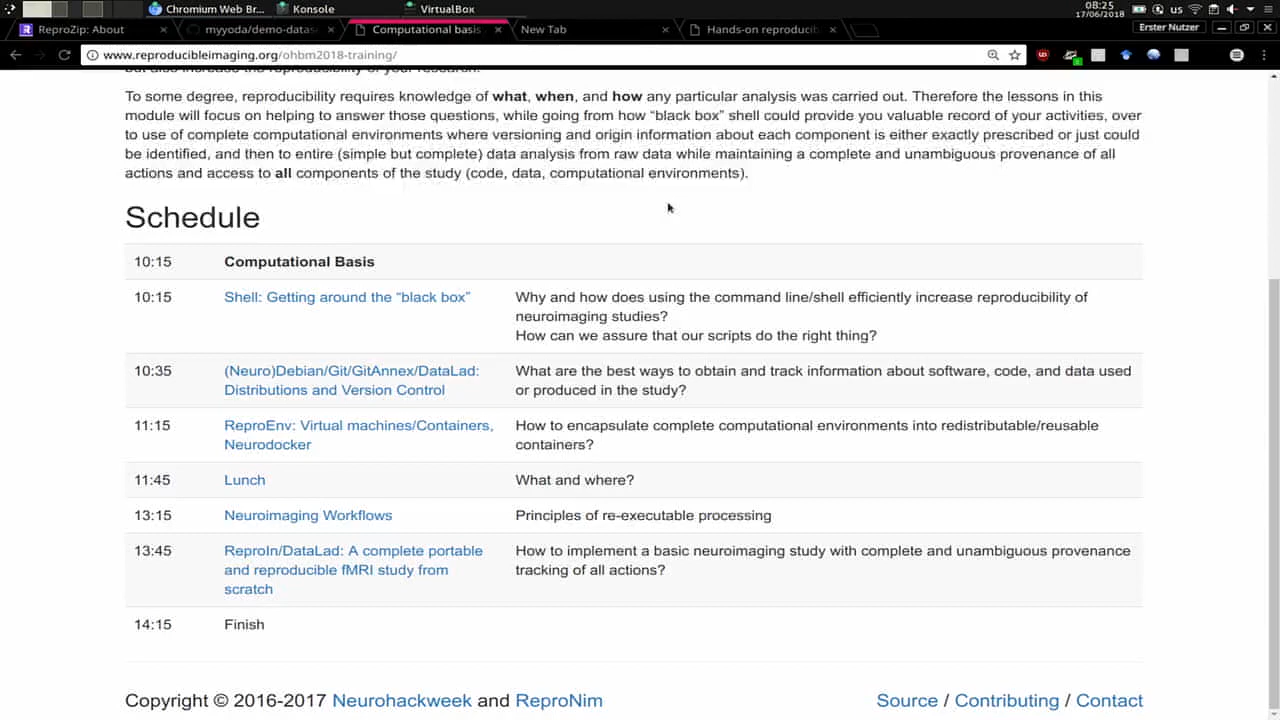 Chromium Web Br...
Konsole
VirtualBox
08:25
17/06/2018
us
ReproZip: About
myyoda/demo-datas
Computational basis
New Tab
Hands-on reproducib
Erster Nutzer
www.reproducibleimaging.org/ohbm2018-training/
but also increase the reproducibility of your research.
To some degree, reproducibility requires knowledge of what, when, and how any particular analysis was carried out. Therefore the lessons in this
module will focus on helping to answer those questions, while going from how “black box” shell could provide you valuable record of your activities, over
to use of complete computational environments where versioning and origin information about each component is either exactly prescribed or just could
be identified, and then to entire (simple but complete) data analysis from raw data while maintaining a complete and unambiguous provenance of all
actions and access to all components of the study (code, data, computational environments).
Schedule
10:15 Computational Basis
10:15 Shell: Getting around the “black box” Why and how does using the command line/shell efficiently increase reproducibility of
neuroimaging studies?
How can we assure that our scripts do the right thing?
10:35 (Neuro)Debian/Git/GitAnnex/DataLad: What are the best ways to obtain and track information about software, code, and data used
Distributions and Version Control or produced in the study?
11:15 ReproEnv: Virtual machines/Containers, How to encapsulate complete computational environments into redistributable/reusable
Neurodocker containers?
11:45 Lunch What and where?
13:15 Neuroimaging Workflows Principles of re-executable processing
13:45 ReproIn/DataLad: A complete portable How to implement a basic neuroimaging study with complete and unambiguous provenance
and reproducible fMRI study from tracking of all actions?
scratch
14:15 Finish
Copyright © 2016-2017 Neurohackweek and ReproNim Source / Contributing / Contact